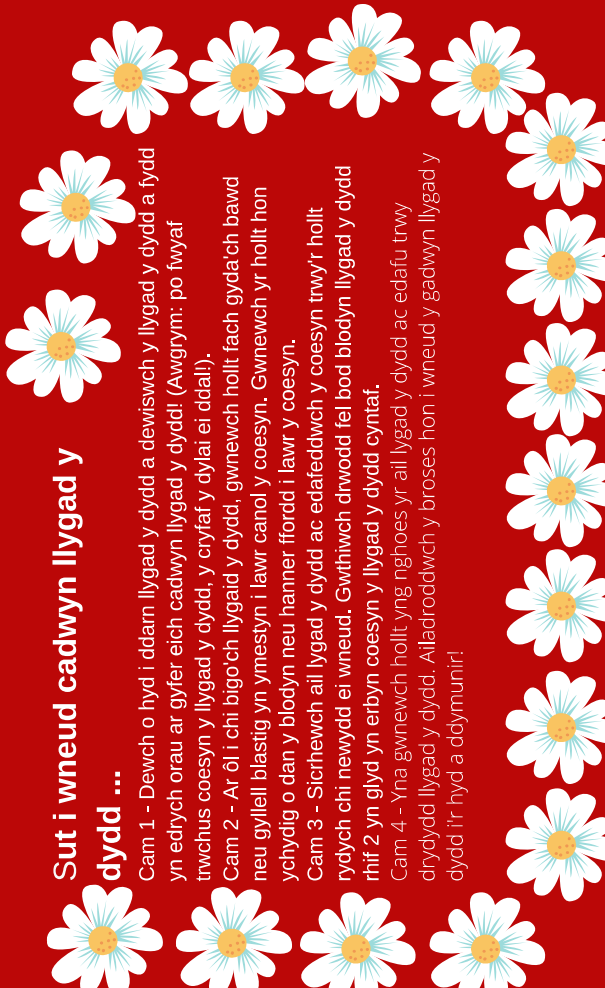 Sut i wneud cadwyn llygad y
dydd ...
Cam 1 - Dewch o hyd i ddarn llygad y dydd a dewiswch y llygad y dydd a fydd
yn edrych orau ar gyfer eich cadwyn llygad y dydd! (Awgrym: po fwyaf
trwchus coesyn y llygad y dydd, y cryfaf y dylai ei ddal!).
Cam 2 - Ar ôl i chi bigo'ch llygaid y dydd, gwnewch hollt fach gyda'ch bawd
neu gyllell blastig yn ymestyn i lawr canol y coesyn. Gwnewch yr hollt hon
ychydig o dan y blodyn neu hanner ffordd i lawr y coesyn.
Cam 3 - Sicrhewch ail lygad y dydd ac edafeddwch y coesyn trwy'r hollt
rydych chi newydd ei wneud. Gwthiwch drwodd fel bod blodyn llygad y dydd
rhif 2 yn glyd yn erbyn coesyn y llygad y dydd cyntaf.
Cam 4 - Yna gwnewch hollt yng nghoes yr ail lygad y dydd ac edafu trwy
drydydd llygad y dydd. Ailadroddwch y broses hon i wneud y gadwyn llygad y
dydd i'r hyd a ddymunir!